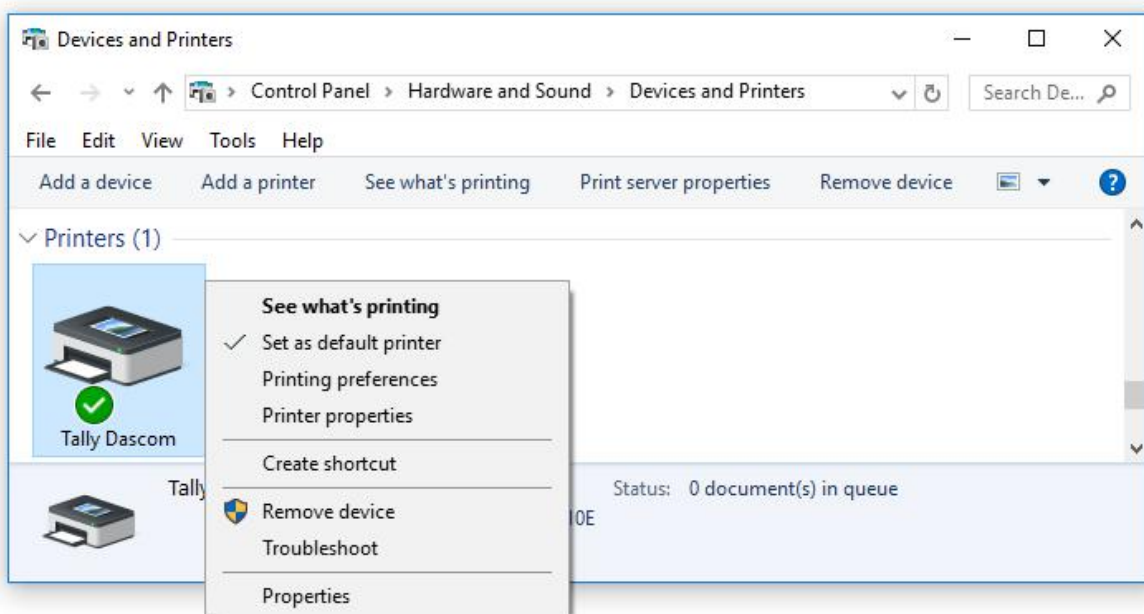 Devices and Printers
Control Panel > Hardware and Sound > Devices and Printers
Search De...
File Edit View Tools Help
Add a device Add a printer See what's printing Print server properties Remove device ?
Printers (1)
See what's printing
Set as default printer
Printing preferences
Printer properties
Tally Dascom
Create shortcut
Tally Status: 0 document(s) in queue
Remove device
0E
Troubleshoot
Properties